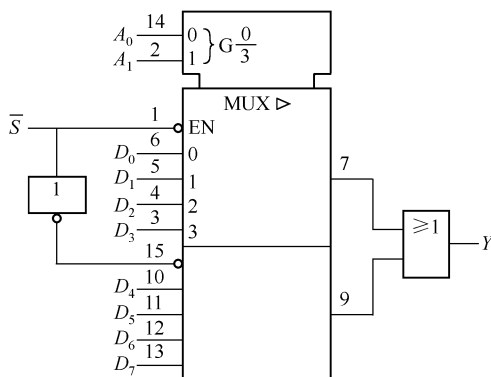 14
A₀ 0 } G 0/3
2
A₁ 1
MUX ▷
1
S̅ EN
6
D₀ 0
5
D₁ 1
4
D₂ 2
3
D₃ 3
7
1
15
≥1
Y
10
D₄
9
11
D₅
12
D₆
13
D₇